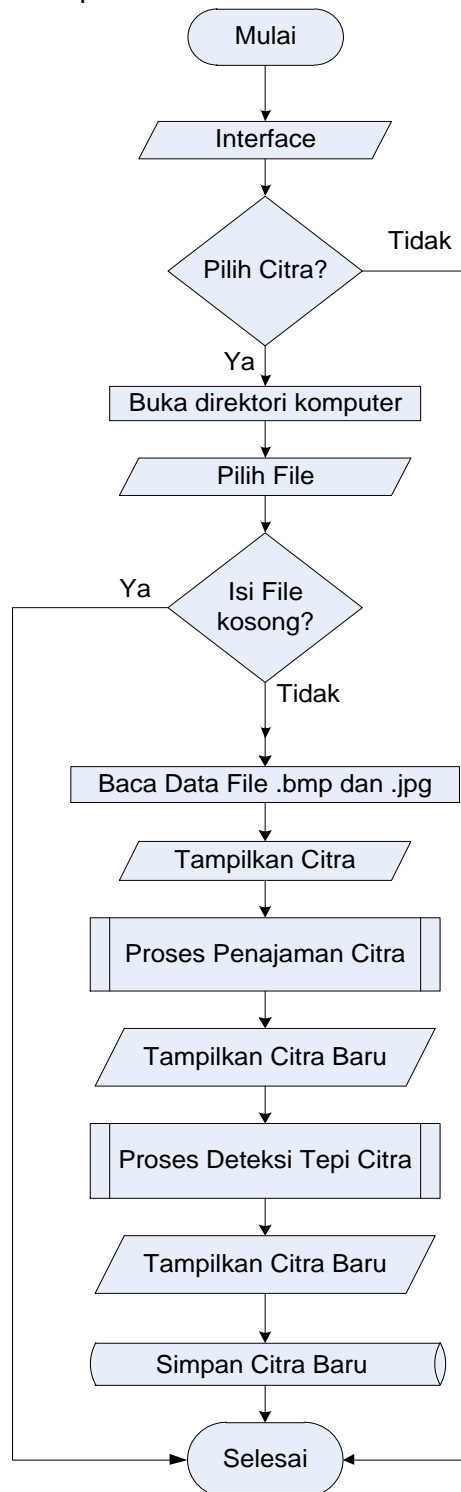 Mulai
Interface
Tidak
Pilih Citra?
Ya
Buka direktori komputer
Pilih File
Ya
Isi File
kosong?
Tidak
Baca Data File .bmp dan .jpg
Tampilkan Citra
Proses Penajaman Citra
Tampilkan Citra Baru
Proses Deteksi Tepi Citra
Tampilkan Citra Baru
Simpan Citra Baru
Selesai